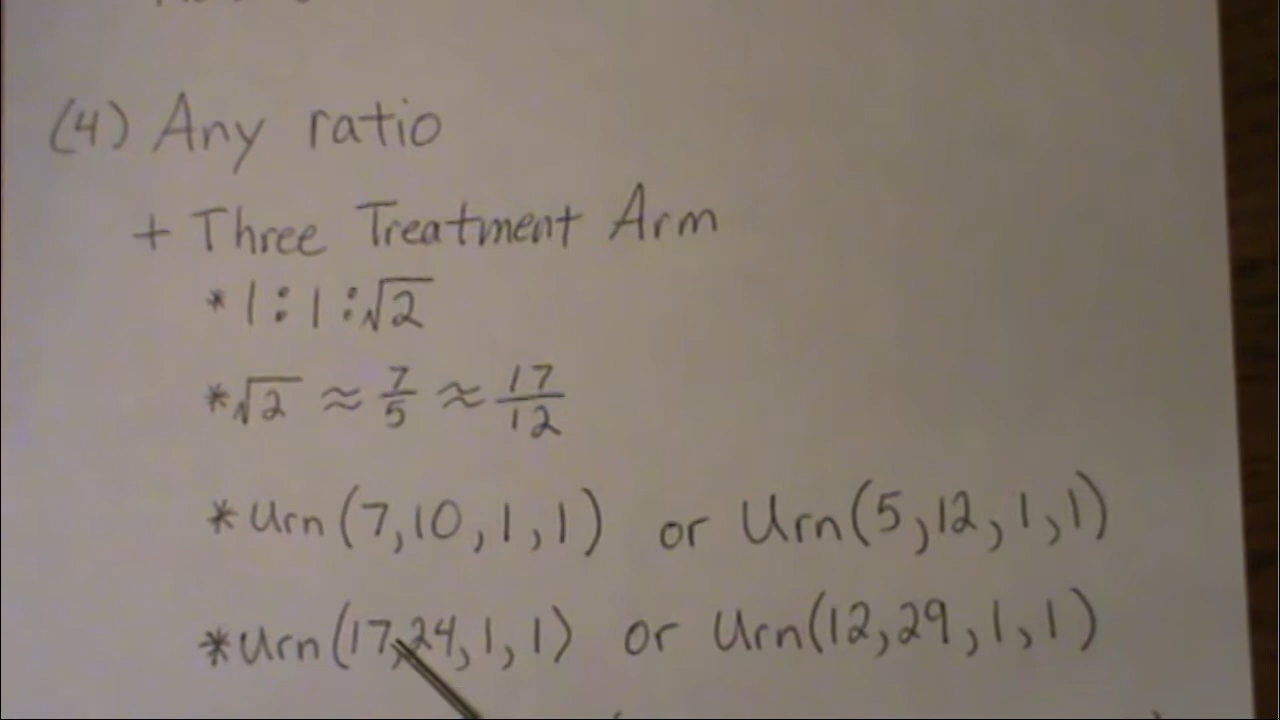 (4) Any ratio
+ Three Treatment Arm
* 1:1:√2
* √2 ≈ 7/5 ≈ 17/12
* Urn (7,10,1,1) or Urn(5,12,1,1)
* Urn (17,24,1,1) or Urn(12,29,1,1)